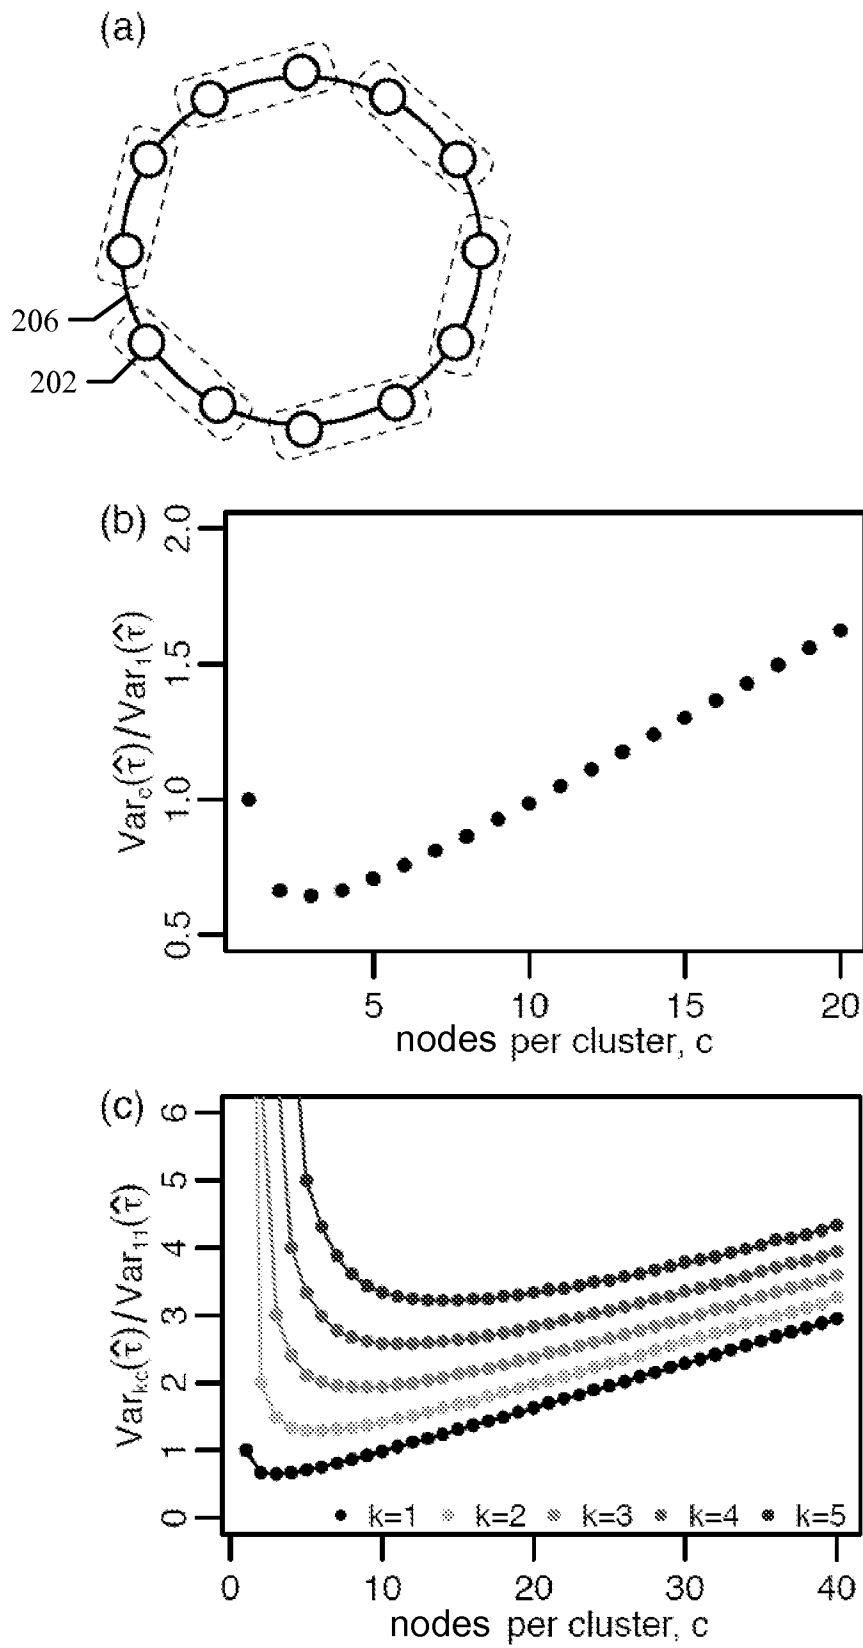 (a)
206
202
(b)
2.0
1.5
1.0
0.5
Var_c(τ̂)/Var_1(τ̂)
5 10 15 20
nodes per cluster, c
(c)
6
5
4
3
2
1
0
Var_kc(τ̂)/Var_11(τ̂)
k=1 k=2 k=3 k=4 k=5
0 10 20 30 40
nodes per cluster, c